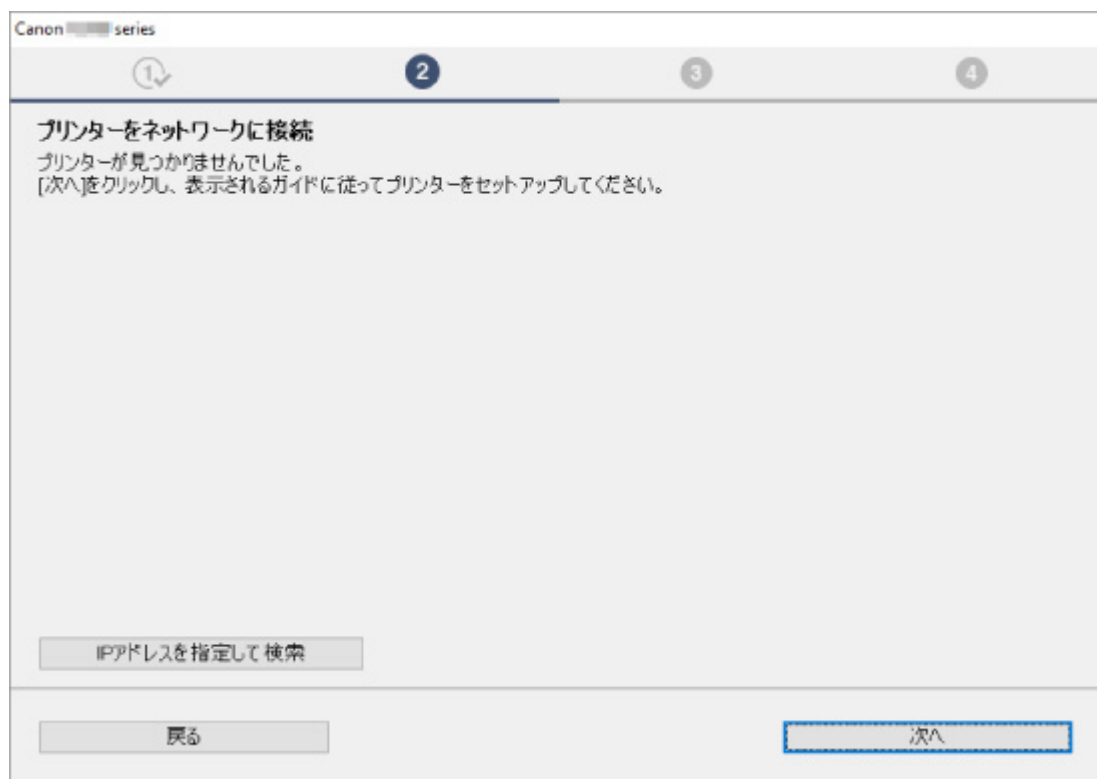 Canon series
1 2 3 4
プリンターをネットワークに接続
プリンターが見つかりませんでした。
[次へ]をクリックし、表示されるガイドに従ってプリンターをセットアップしてください。
IPアドレスを指定して検索
戻る 次へ